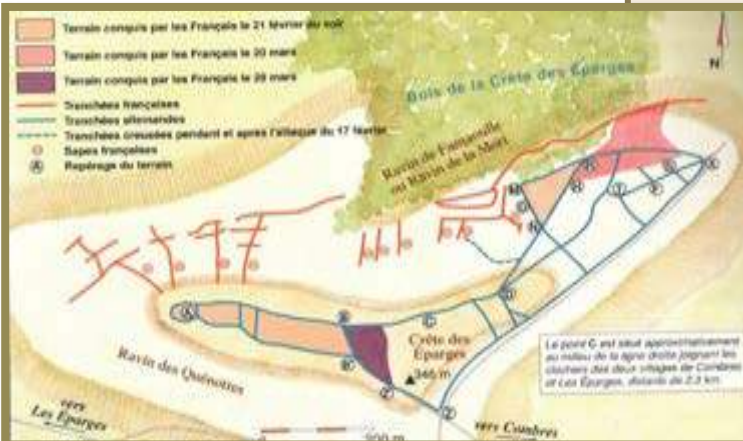 Terrain conquis par les Français le 21 février au soir
Terrain conquis par les Français le 20 mars
Terrain conquis par les Français le 28 mars
Tranchées françaises
Tranchées allemandes
Tranchées creusées pendant et après l'attaque du 17 février
Sapes françaises
A Repérage du terrain
N
Bois de la Crête des Éparges
Ravin de
ou Ravin de la Mort
M
D
C
Crête des
Éparges
346 m
Z
X
Ravin des Quénottes
vers
Les Éparges
vers Combres
500 m
Le point C est situé approximativement
au milieu de la ligne droite joignant les
clochers des deux villages de Combres
et Les Éparges, distants de 2,3 km.